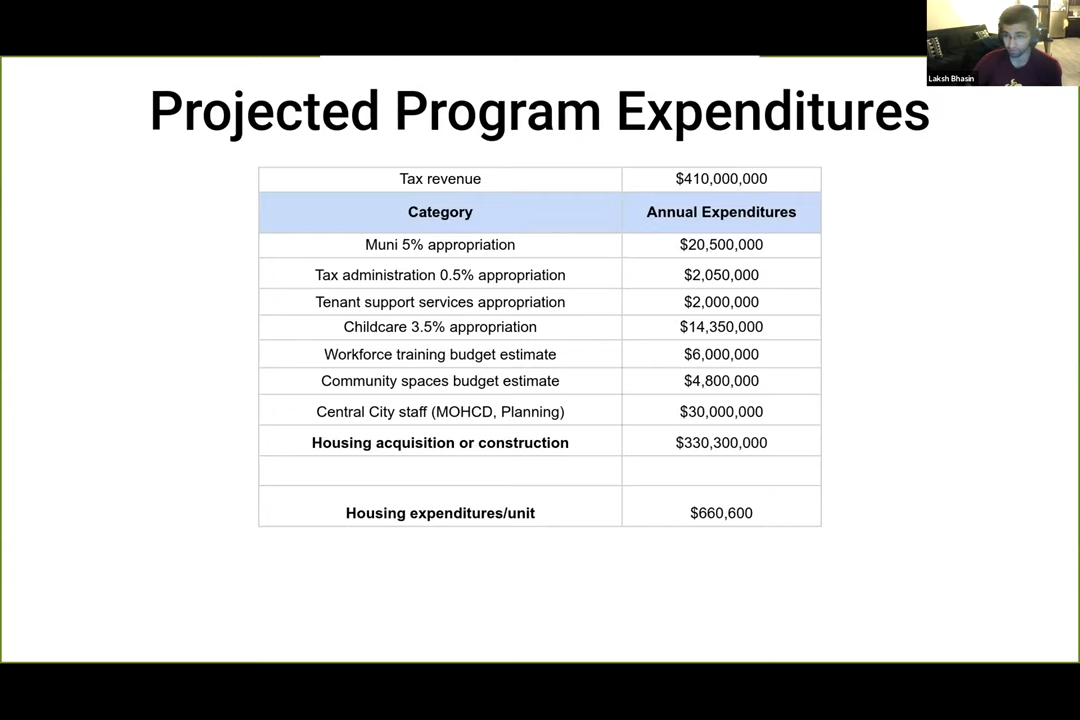 Laksh Bhasin
Projected Program Expenditures
Tax revenue $410,000,000
Category Annual Expenditures
Muni 5% appropriation $20,500,000
Tax administration 0.5% appropriation $2,050,000
Tenant support services appropriation $2,000,000
Childcare 3.5% appropriation $14,350,000
Workforce training budget estimate $6,000,000
Community spaces budget estimate $4,800,000
Central City staff (MOHCD, Planning) $30,000,000
Housing acquisition or construction $330,300,000
Housing expenditures/unit $660,600